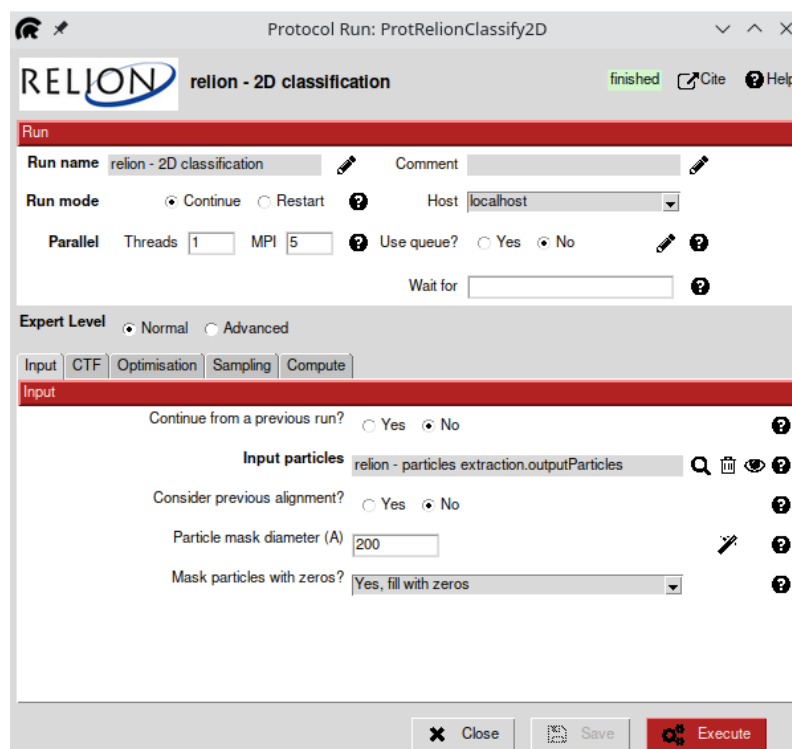 Protocol Run: ProtRelionClassify2D
RELION relion - 2D classification finished Cite Help
Run
Run name relion - 2D classification Comment
Run mode Continue Restart Host localhost
Parallel Threads 1 MPI 5 Use queue? Yes No
Wait for
Expert Level Normal Advanced
Input CTF Optimisation Sampling Compute
Input
Continue from a previous run? Yes No
Input particles relion - particles extraction.outputParticles
Consider previous alignment? Yes No
Particle mask diameter (A) 200
Mask particles with zeros? Yes, fill with zeros
Close Save Execute